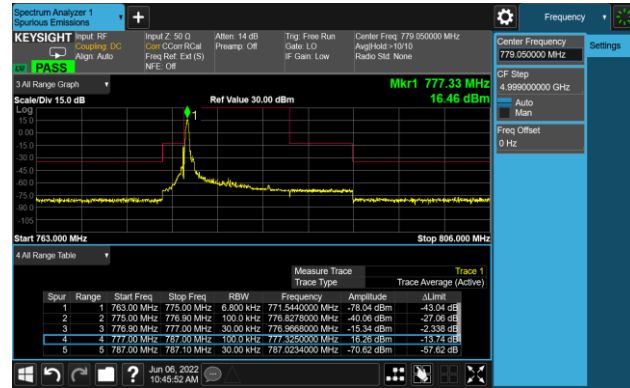 Spectrum Analyzer 1
Spurious Emissions
Frequency
KEYSIGHT Input: RF
Coupling: DC
Align: Auto
Input Z: 50 Ω
Corr CCorr RCal
Freq Ref: Ext (S)
NFE: Off
Atten: 14 dB
Preamp: Off
Trig: Free Run
Gate: LO
IF Gain: Low
Center Freq: 779.050000 MHz
Avg|Hold:>10/10
Radio Std: None
PASS
Center Frequency
779.050000 MHz
Settings
CF Step
4.999000000 GHz
Auto
Man
Freq Offset
0 Hz
3 All Range Graph
Mkr1 777.33 MHz
Scale/Div 15.0 dB
Ref Value 30.00 dBm
16.46 dBm
Log
15.0
0.00
-15.0
-30.0
-45.0
-60.0
-75.0
-90.0
-105
1
Start 763.000 MHz
Stop 806.000 MHz
4 All Range Table
Measure Trace Trace 1
Trace Type Trace Average (Active)
Spur Range Start Freq Stop Freq RBW Frequency Amplitude ΔLimit
1 1 763.00 MHz 775.00 MHz 6.800 kHz 771.5440000 MHz -78.04 dBm -43.04 dB
2 2 775.00 MHz 776.90 MHz 100.0 kHz 776.8278000 MHz -40.06 dBm -27.06 dB
3 3 776.90 MHz 777.00 MHz 30.00 kHz 776.9668000 MHz -15.34 dBm -2.338 dB
4 4 777.00 MHz 787.00 MHz 100.0 kHz 777.3250000 MHz 16.26 dBm -13.74 dB
5 5 787.00 MHz 787.10 MHz 30.00 kHz 787.0234000 MHz -70.62 dBm -57.62 dB
Jun 06, 2022
10:45:52 AM